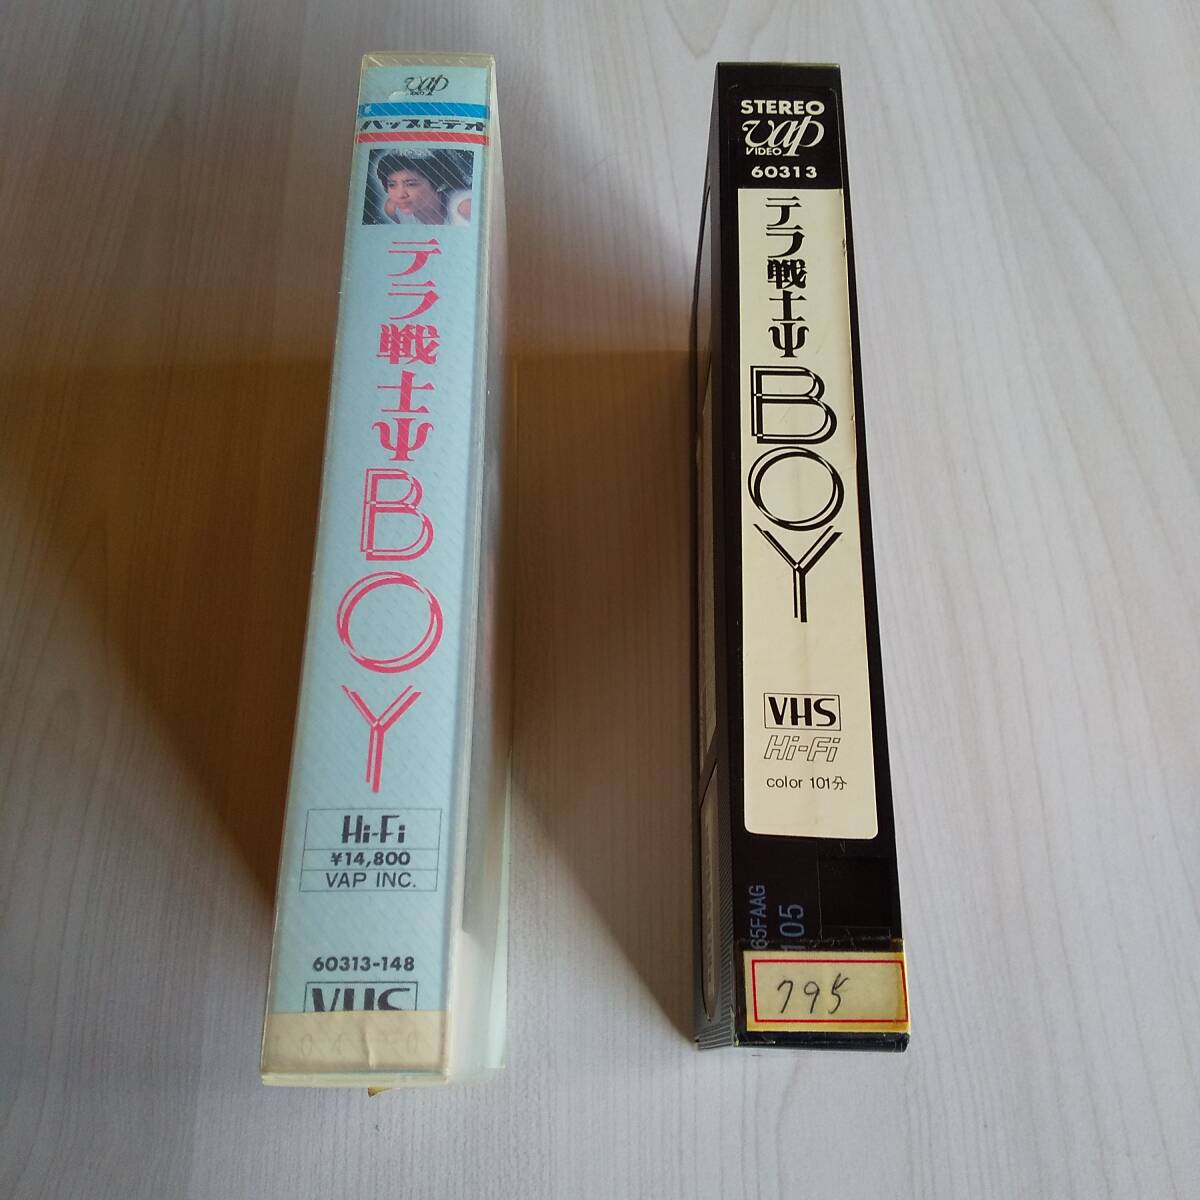 vap
バップビデオ
テラ戦士Ψ
BOY
Hi-Fi
¥14,800
VAP INC.
60313-148
VHS
STEREO
vap
VIDEO
60313
テラ戦士Ψ
BOY
VHS
Hi-Fi
color 101分
65FAAG
105
795